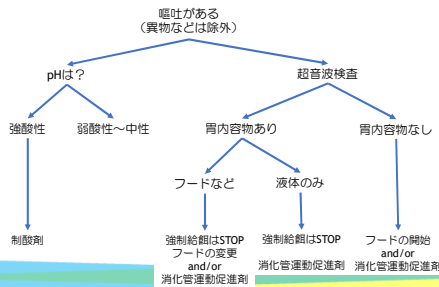 嘔吐がある
（異物などは除外）
pHは？
超音波検査
強酸性
弱酸性～中性
胃内容物あり
胃内容物なし
フードなど
液体のみ
制酸剤
強制給餌はSTOP
フードの変更
and/or
消化管運動促進剤
強制給餌はSTOP
消化管運動促進剤
フードの開始
and/or
消化管運動促進剤